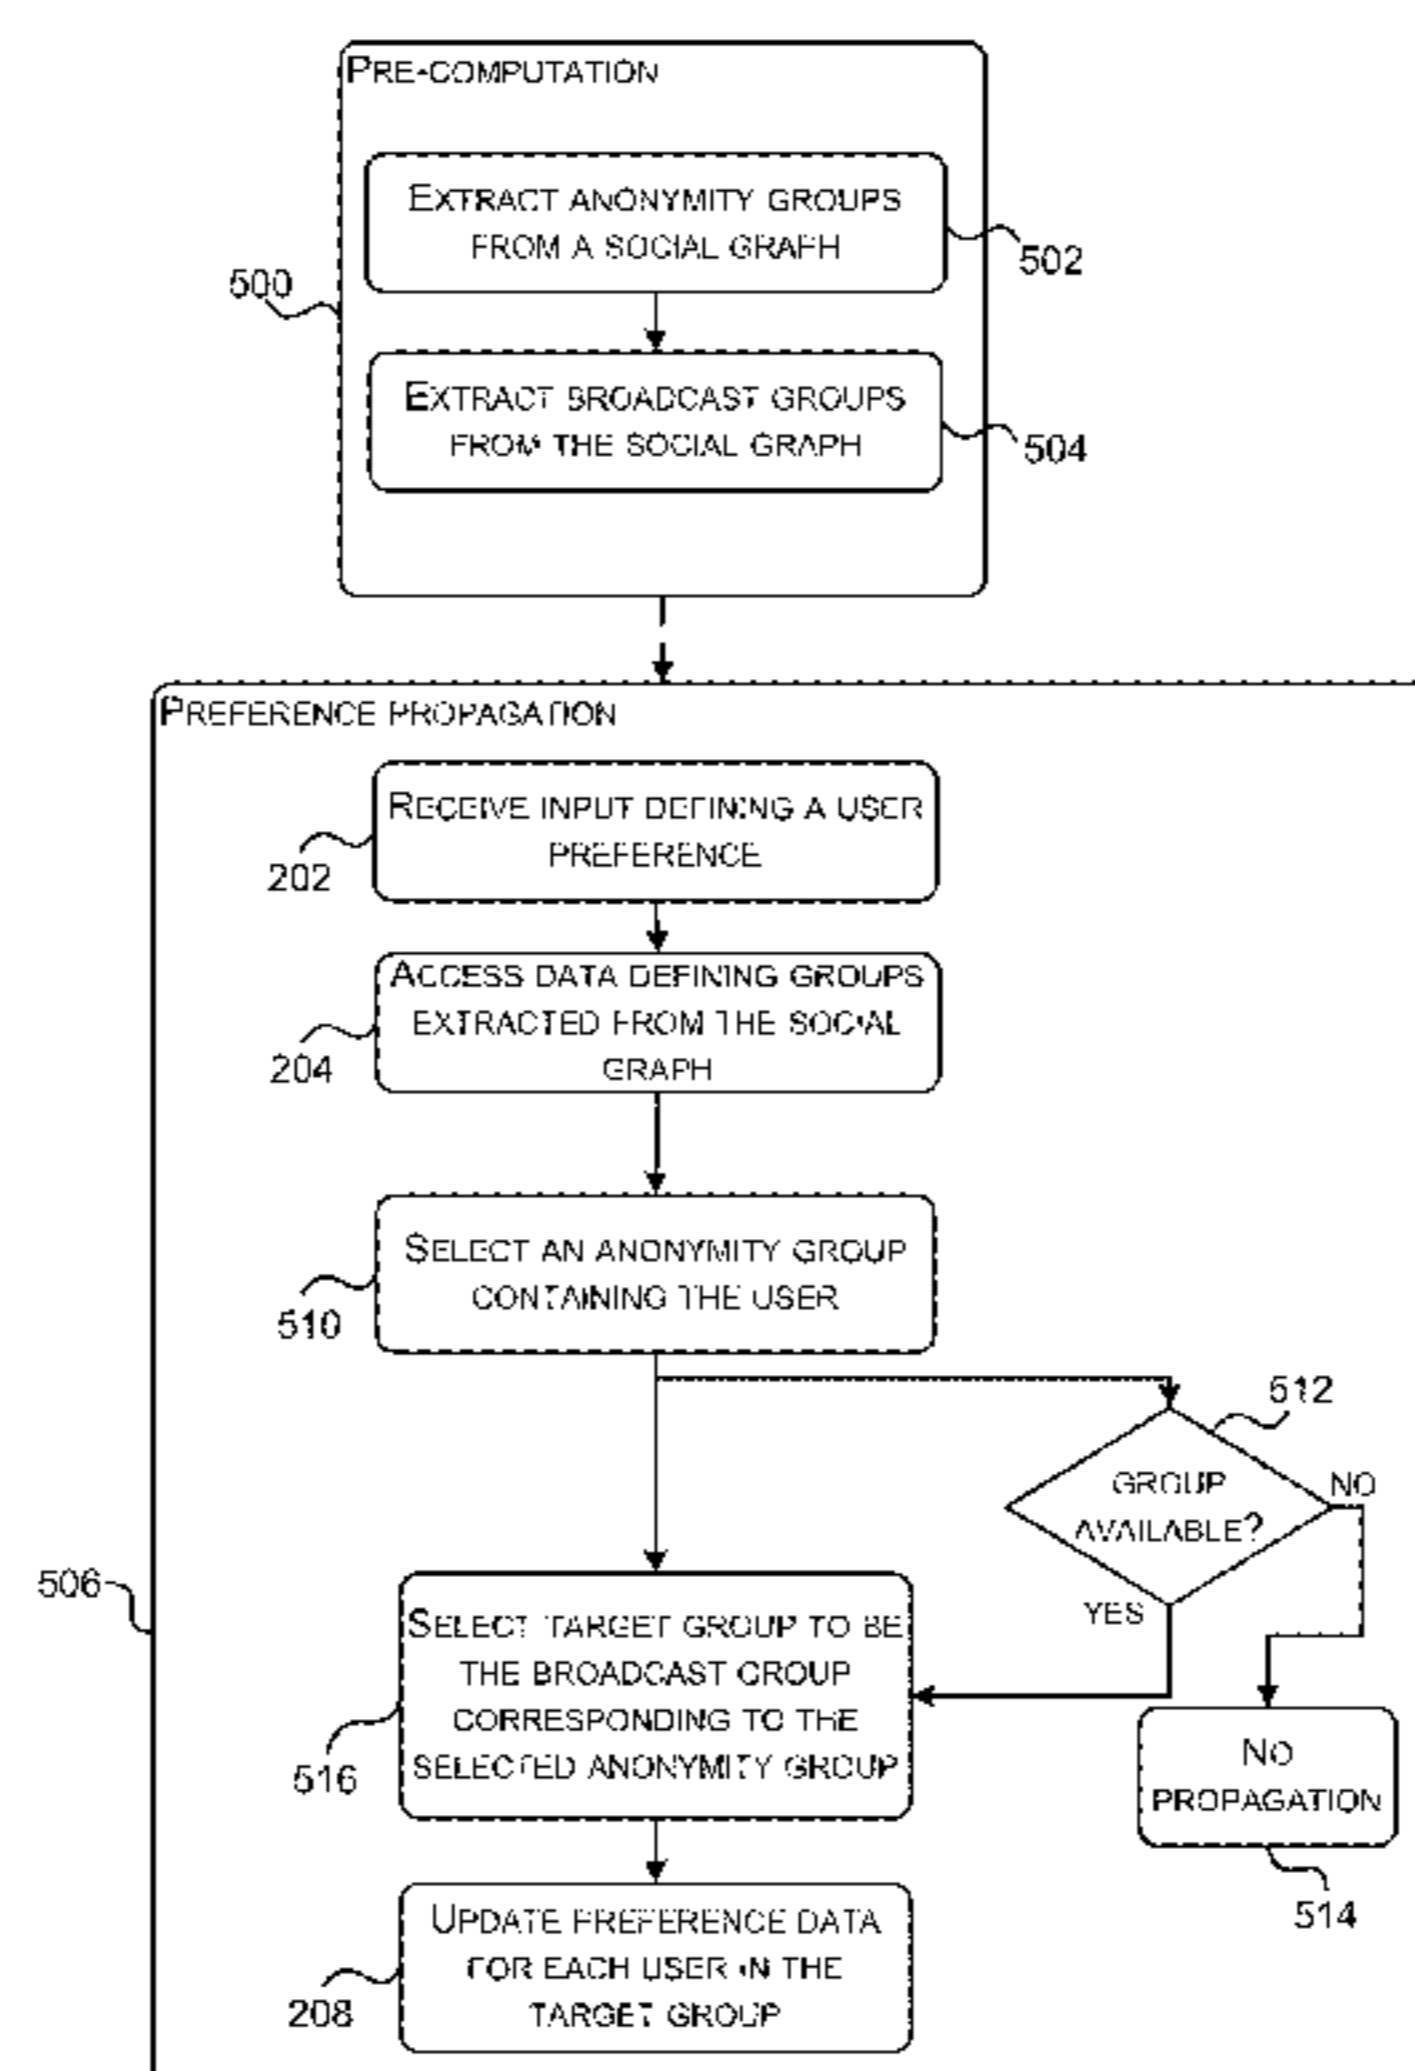 PRE-COMPUTATION
EXTRACT ANONYMITY GROUPS
FROM A SOCIAL GRAPH
502
500
EXTRACT BROADCAST GROUPS
FROM THE SOCIAL GRAPH
504
PREFERENCE PROPAGATION
RECEIVE INPUT DEFINING A USER
PREFERENCE
202
ACCESS DATA DEFINING GROUPS
EXTRACTED FROM THE SOCIAL
GRAPH
204
SELECT AN ANONYMITY GROUP
CONTAINING THE USER
510
512
GROUP
AVAILABLE?
NO
YES
506
SELECT TARGET GROUP TO BE
THE BROADCAST GROUP
CORRESPONDING TO THE
SELECTED ANONYMITY GROUP
516
NO
PROPAGATION
514
UPDATE PREFERENCE DATA
FOR EACH USER IN THE
TARGET GROUP
208